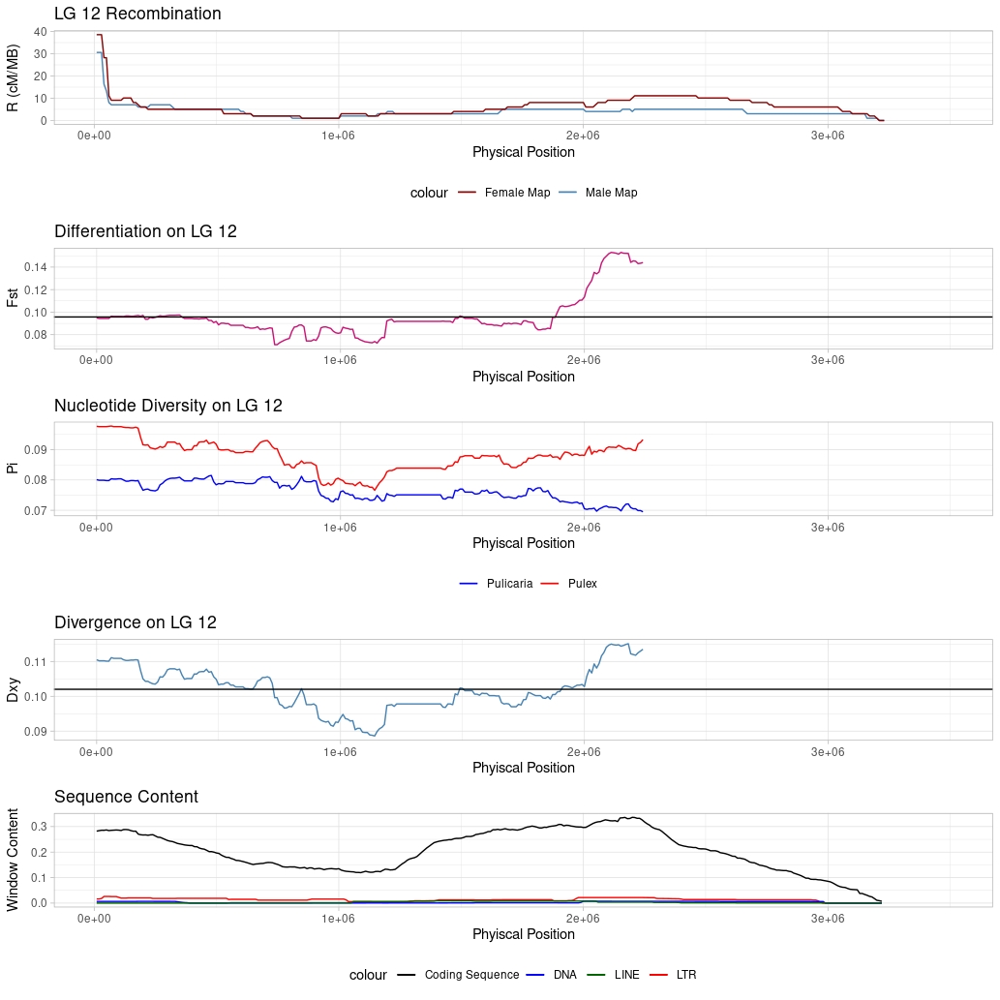 LG 12 Recombination
R (cM/MB)
40
30
20
10
0
0e+00 1e+06 2e+06 3e+06
Physical Position
colour Female Map Male Map
Differentiation on LG 12
Fst
0.14
0.12
0.10
0.08
0e+00 1e+06 2e+06 3e+06
Phyiscal Position
Nucleotide Diversity on LG 12
Pi
0.09
0.08
0.07
0e+00 1e+06 2e+06 3e+06
Phyiscal Position
Pulicaria Pulex
Divergence on LG 12
Dxy
0.11
0.10
0.09
0e+00 1e+06 2e+06 3e+06
Phyiscal Position
Sequence Content
Window Content
0.3
0.2
0.1
0.0
0e+00 1e+06 2e+06 3e+06
Phyiscal Position
colour Coding Sequence DNA LINE LTR